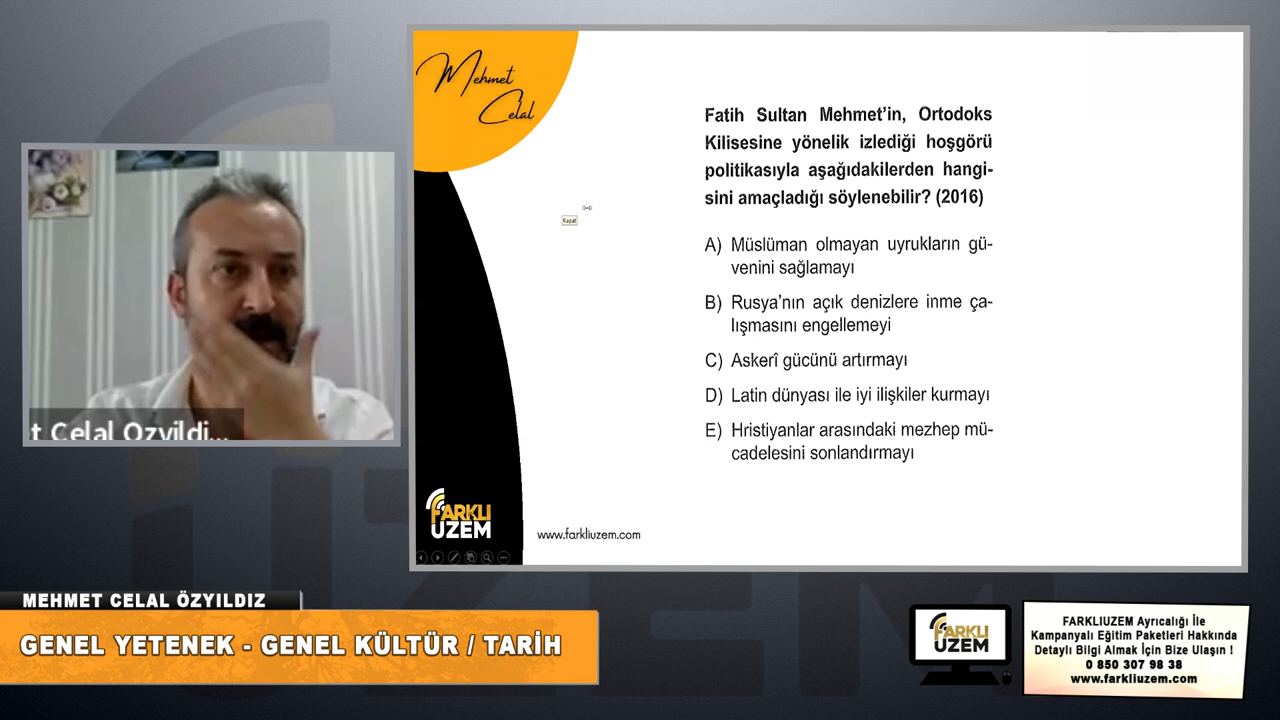 Mehmet
Celal
Fatih Sultan Mehmet'in, Ortodoks
Kilisesine yönelik izlediği hoşgörü
politikasıyla aşağıdakilerden hangi-
sini amaçladığı söylenebilir? (2016)
Kapat
A) Müslüman olmayan uyrukların gü-
venini sağlamayı
B) Rusya'nın açık denizlere inme ça-
lışmasını engellemeyi
C) Askerî gücünü artırmayı
D) Latin dünyası ile iyi ilişkiler kurmayı
E) Hristiyanlar arasındaki mezhep mü-
cadelesini sonlandırmayı
t Celal Ozyildi...
FARKLI
UZEM
www.farkliuzem.com
MEHMET CELAL ÖZYILDIZ
GENEL YETENEK - GENEL KÜLTÜR / TARİH
FARKLI
UZEM
FARKLIUZEM Ayrıcalığı İle
Kampanyalı Eğitim Paketleri Hakkında
Detaylı Bilgi Almak İçin Bize Ulaşın !
0 850 307 98 38
www.farkliuzem.com